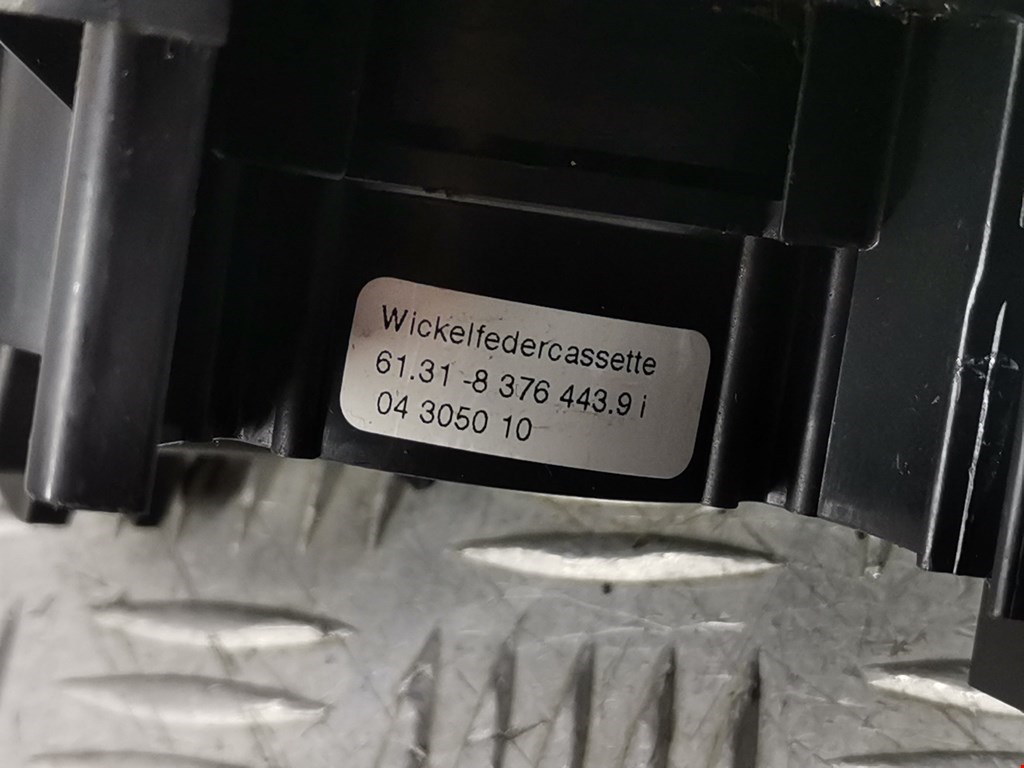 Wickelfedercassette
61.31 -8 376 443.9 i
04 3050 10